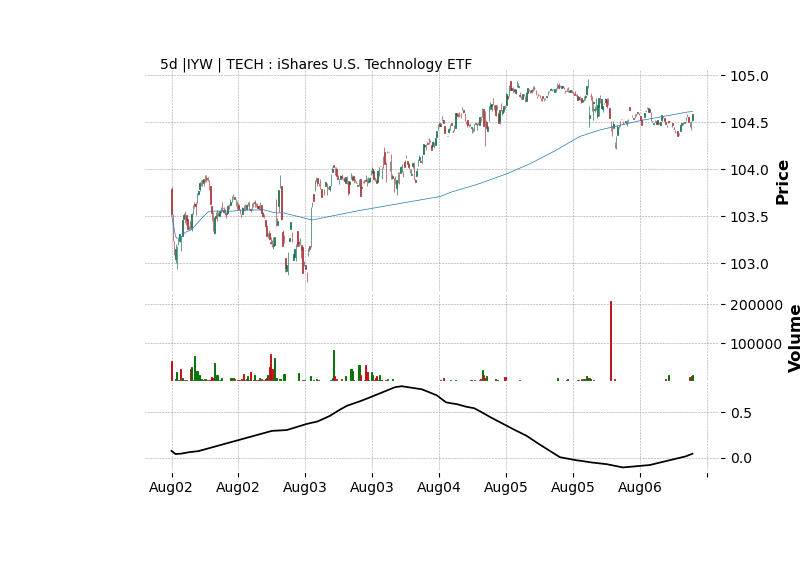 5d |IYW | TECH : iShares U.S. Technology ETF
105.0
104.5
104.0
103.5
103.0
Price
200000
100000
Volume
0.5
0.0
Aug02 Aug02 Aug03 Aug03 Aug04 Aug05 Aug05 Aug06